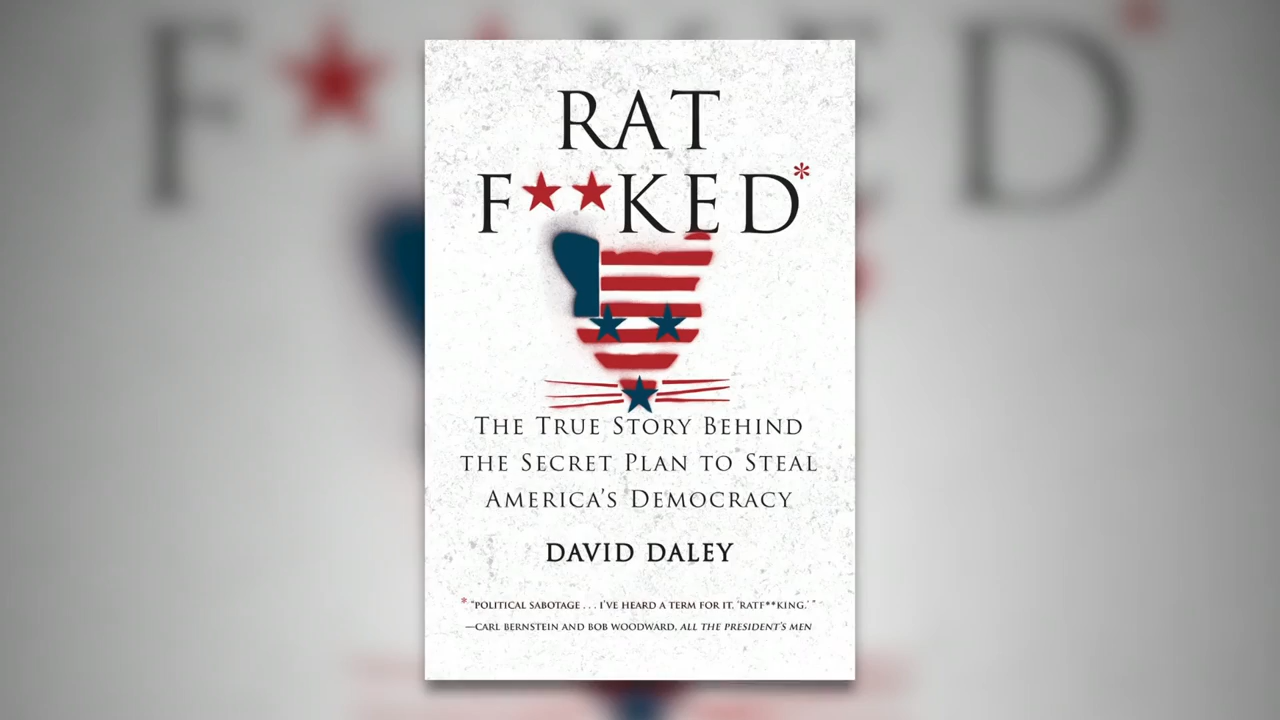 RAT
F★★KED*
THE TRUE STORY BEHIND
THE SECRET PLAN TO STEAL
AMERICA'S DEMOCRACY
DAVID DALEY
* "POLITICAL SABOTAGE . . . I'VE HEARD A TERM FOR IT, 'RATF**KING.' "
—CARL BERNSTEIN AND BOB WOODWARD, ALL THE PRESIDENT'S MEN